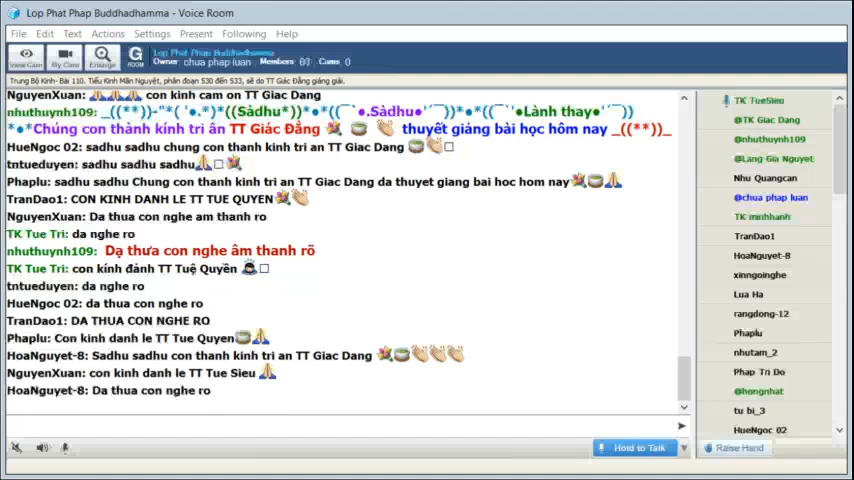 Lop Phat Phap Buddhadhamma - Voice Room
File Edit Text Actions Settings Present Following Help
View Cam My Cam Enlarge G ROOM
Lop Phat Phap Buddhadhamma
Owner: chua phap luan Members: Cams: 0
Trung Bộ Kinh- Bài 110. Tiểu Kinh Mãn Nguyệt, phân đoạn 530 đến 533, sẽ do TT Giác Đẳng giảng giải.
NguyenXuan: 🙏🙏🙏🙏 con kinh cam on TT Giac Dang
nhuthuynh109: _((**))-"*( '●.*)*((Sàdhu*))*●*((¯`●.Sàdhu●'´¯))*●*((¯`'●Lành thay●'´¯))
*●*Chúng con thành kính tri ân TT Giác Đẳng 💐 🍵 👏 thuyết giảng bài học hôm nay _((**))_
HueNgoc 02: sadhu sadhu chung con thanh kinh tri an TT Giac Dang 🍵👏□
tntueduyen: sadhu sadhu sadhu🙏□💐
Phaplu: sadhu sadhu Chung con thanh kinh tri an TT Giac Dang da thuyet giang bai hoc hom nay💐🍵🙏
TranDao1: CON KINH DANH LE TT TUE QUYEN💐👏
NguyenXuan: Da thua con nghe am thanh ro
TK Tue Tri: da nghe ro
nhuthuynh109: Dạ thưa con nghe âm thanh rõ
TK Tue Tri: con kính đảnh TT Tuệ Quyền 🙇□
tntueduyen: da nghe ro
HueNgoc 02: da thua con nghe ro
TranDao1: DA THUA CON NGHE RO
Phaplu: Con kinh danh le TT Tue Quyen🍵🙏
HoaNguyet-8: Sadhu sadhu con thanh kinh tri an TT Giac Dang 💐🍵👏👏👏
NguyenXuan: con kinh danh le TT Tue Sieu 🙏
HoaNguyet-8: Da thua con nghe ro
Hold to Talk
TK TueSieu
@TK Giac Dang
@nhuthuynh109
@Lang Gia Nguyet
Nhu Quangcan
@chua phap luan
TK minhhanh
TranDao1
HoaNguyet-8
xinngoinghe
Lua Ha
rangdong-12
Phaplu
nhutam_2
Phap Tri Do
@hongnhat
tu bi_3
HueNgoc 02
Raise Hand